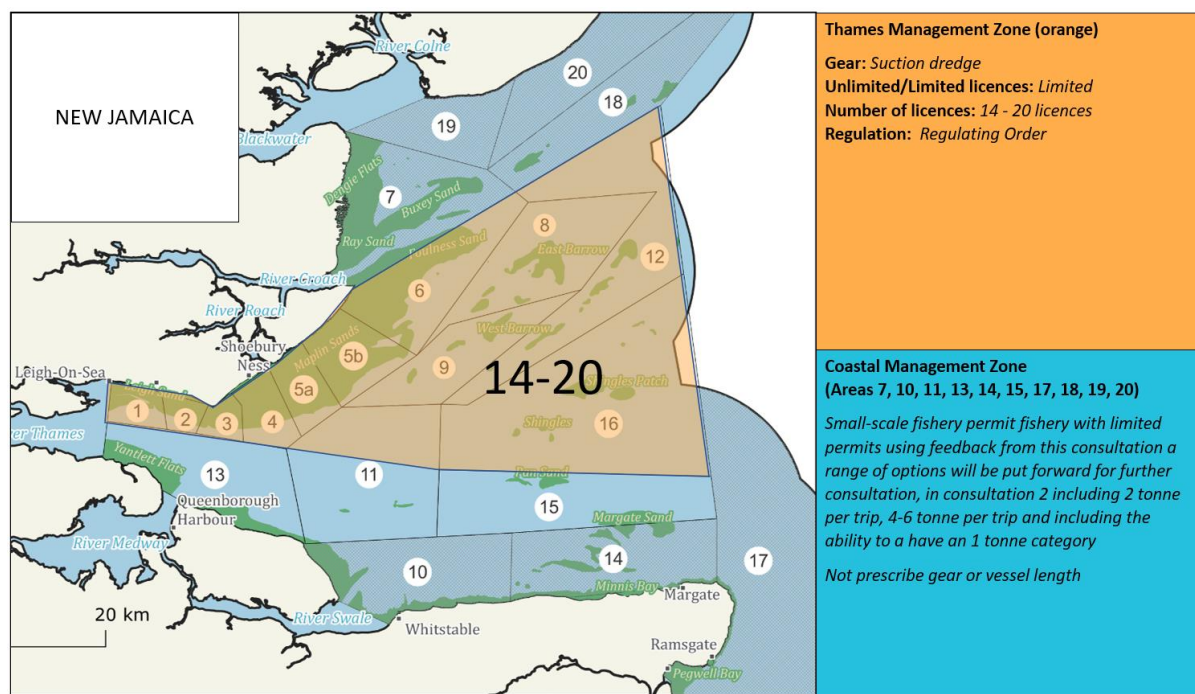 NEW JAMAICA
River Colne
Blackwater
20
18
19
Dengie Flats
7
Buxey Sand
Ray Sand
Foulness Sand
River Croach
River Roach
8
East Barrow
12
6
Shoebury
Ness
Maplin Sands
West Barrow
5b
Leigh-On-Sea
9
14-20
5a
1
2
3
4
Shingles
16
er Thames
Yantlett Flats
13
11
Pan Sand
15
Queenborough
Harbour
Margate Sand
River Medway
10
14
17
Minnis Bay
Margate
20 km
River Swale
Whitstable
Ramsgate
Pegwell Bay
Thames Management Zone (orange)
Gear: Suction dredge
Unlimited/Limited licences: Limited
Number of licences: 14 - 20 licences
Regulation: Regulating Order
Coastal Management Zone
(Areas 7, 10, 11, 13, 14, 15, 17, 18, 19, 20)
Small-scale fishery permit fishery with limited
permits using feedback from this consultation a
range of options will be put forward for further
consultation, in consultation 2 including 2 tonne
per trip, 4-6 tonne per trip and including the
ability to a have an 1 tonne category
Not prescribe gear or vessel length